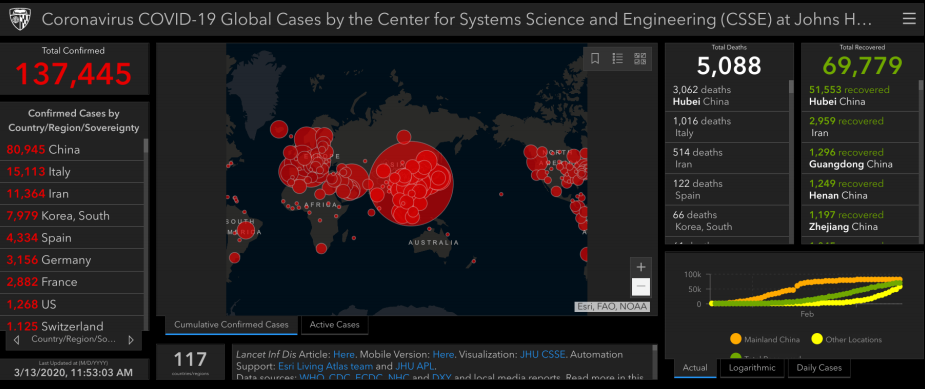 Coronavirus COVID-19 Global Cases by the Center for Systems Science and Engineering (CSSE) at Johns H...
Total Confirmed
137,445
Confirmed Cases by
Country/Region/Sovereignty
80,945 China
15,113 Italy
11,364 Iran
7,979 Korea, South
4,334 Spain
3,156 Germany
2,882 France
1,268 US
1,125 Switzerland
Country/Region/So...
Last Updated at (M/D/YYYY)
3/13/2020, 11:53:03 AM
AFRICA
SOUTH
AUSTRALIA
Esri, FAO, NOAA
Cumulative Confirmed Cases
Active Cases
117
countries/regions
Lancet Inf Dis Article: Here. Mobile Version: Here. Visualization: JHU CSSE. Automation
Support: Esri Living Atlas team and JHU APL.
Data sources: WHO, CDC, ECDC, NHC and DXY and local media reports. Read more in this
Total Deaths
5,088
3,062 deaths
Hubei China
1,016 deaths
Italy
514 deaths
Iran
122 deaths
Spain
66 deaths
Korea, South
Total Recovered
69,779
51,553 recovered
Hubei China
2,959 recovered
Iran
1,296 recovered
Guangdong China
1,249 recovered
Henan China
1,197 recovered
Zhejiang China
100k
50k
0
Feb
Mainland China
Other Locations
Actual
Logarithmic
Daily Cases